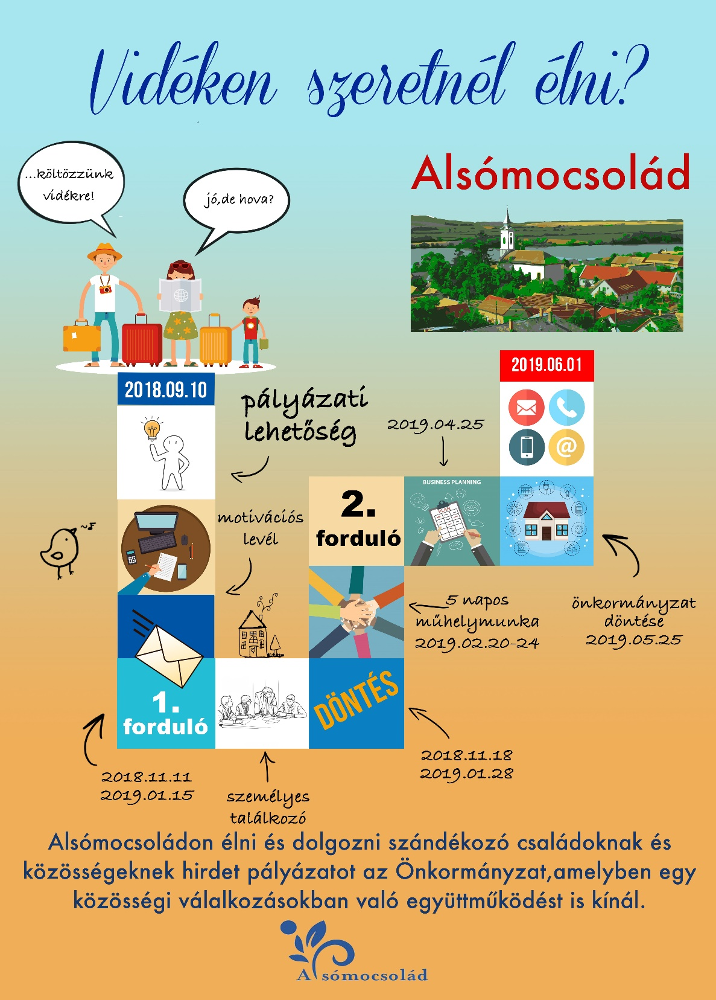 Vidéken szeretnél élni?
...költözzünk
vidékre!
jó,de hova?
Alsómocsolád
2018.09.10
pályázati
lehetőség
2019.04.25
2019.06.01
@
BUSINESS PLANNING
PLAN
2.
forduló
motivációs
levél
5 napos
műhelymunka
2019.02.20-24
önkormányzat
döntése
2019.05.25
1.
forduló
DÖNTÉS
2018.11.11
2019.01.15
személyes
találkozó
2018.11.18
2019.01.28
Alsómocsoládon élni és dolgozni szándékozó családoknak és
közösségeknek hirdet pályázatot az Önkormányzat,amelyben egy
közösségi válalkozásokban való együttműködést is kínál.
Alsómocsolád